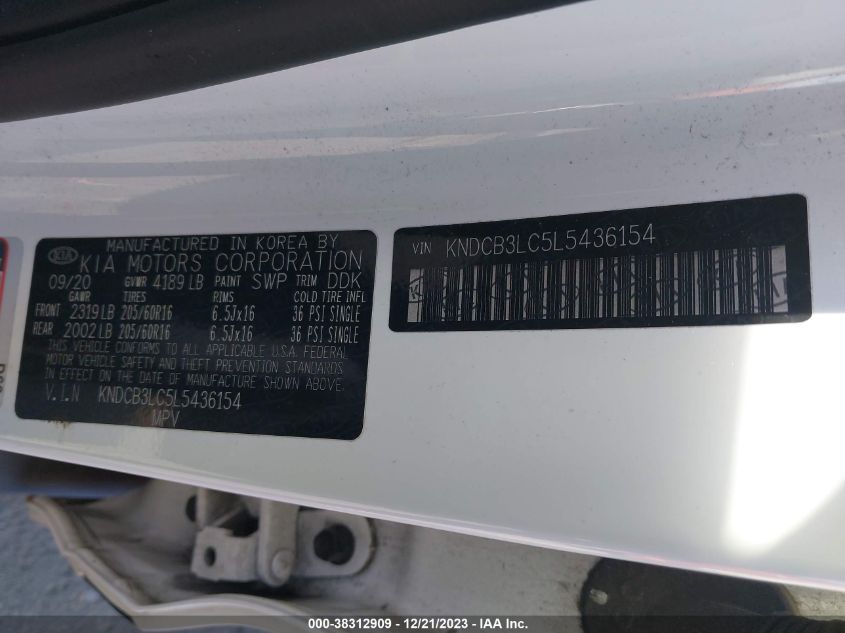 MANUFACTURED IN KOREA BY
KIA KIA MOTORS CORPORATION
09/20 GVWR 4189 LB PAINT SWP TRIM DDK
GAWR TIRES RIMS COLD TIRE INFL
FRONT 2319 LB 205/60R16 6.5Jx16 36 PSI SINGLE
REAR 2002 LB 205/60R16 6.5Jx16 36 PSI SINGLE
THIS VEHICLE CONFORMS TO ALL APPLICABLE U.S.A. FEDERAL
MOTOR VEHICLE SAFETY AND THEFT PREVENTION STANDARDS
IN EFFECT ON THE DATE OF MANUFACTURE SHOWN ABOVE.
V.I.N KNDCB3LC5L5436154
MPV
VIN KNDCB3LC5L5436154
000-38312909 - 12/21/2023 - IAA Inc.